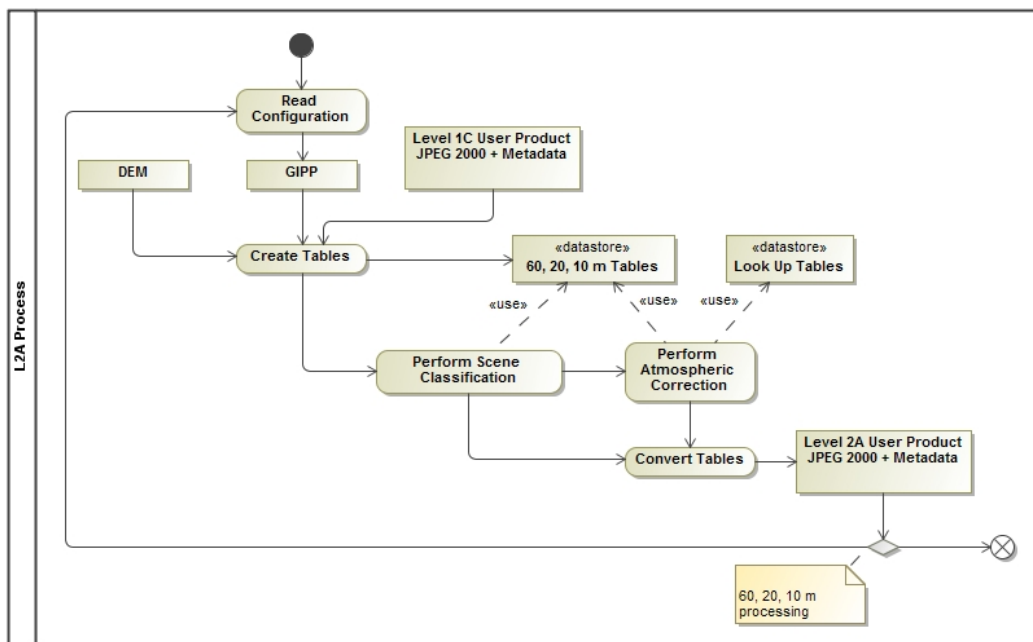 L2A Process
Read
Configuration
Level 1C User Product
JPEG 2000 + Metadata
DEM
GIPP
Create Tables
«datastore»
60, 20, 10 m Tables
«datastore»
Look Up Tables
«use»
«use»
«use»
Perform Scene
Classification
Perform
Atmospheric
Correction
Convert Tables
Level 2A User Product
JPEG 2000 + Metadata
60, 20, 10 m
processing